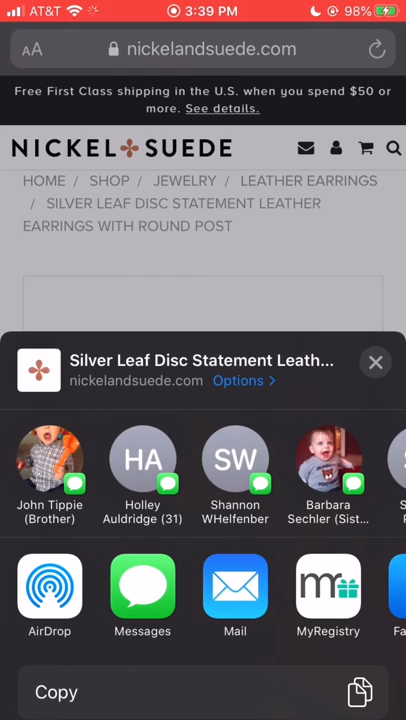 AT&T 3:39 PM 98%
AA nickelandsuede.com
Free First Class shipping in the U.S. when you spend $50 or
more. See details.
NICKEL SUEDE
HOME / SHOP / JEWELRY / LEATHER EARRINGS
/ SILVER LEAF DISC STATEMENT LEATHER
EARRINGS WITH ROUND POST
Silver Leaf Disc Statement Leath...
nickelandsuede.com Options >
HA SW
John Tippie Holley Shannon Barbara
(Brother) Auldridge (31) WHelfenber Sechler (Sist...
mr
AirDrop Messages Mail MyRegistry Fa
Copy